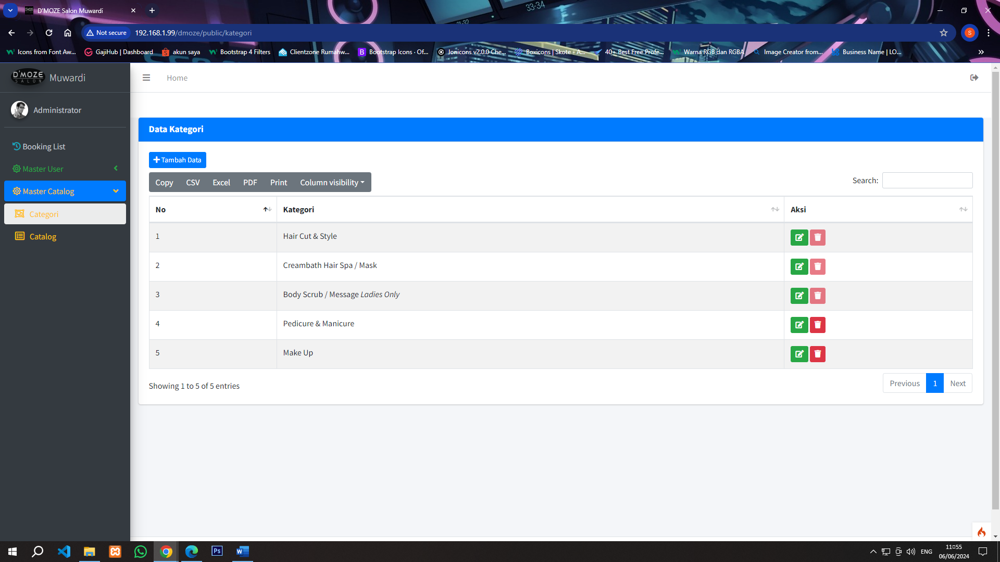 D'MOZE Salon Muwardi
33-34
Not secure 192.168.1.99/dmoze/public/kategori
S
Icons from Font Aw... GajiHub | Dashboard akun saya Bootstrap 4 Filters Clientzone Rumahw... Bootstrap Icons · Of... Ionicons v2.0.0 Che... Boxicons | Skote - A... 40+ Best Free Profe... Warna RGB dan RGBA Image Creator from... Business Name | LO...
D'MOZE
SALON
Muwardi
Home
Administrator
Booking List
Master User
Master Catalog
Categori
Catalog
Data Kategori
Tambah Data
Copy CSV Excel PDF Print Column visibility
Search:
No Kategori Aksi
1 Hair Cut & Style
2 Creambath Hair Spa / Mask
3 Body Scrub / Message Ladies Only
4 Pedicure & Manicure
5 Make Up
Showing 1 to 5 of 5 entries
Previous 1 Next
Ps
W
ENG
11:55
06/06/2024